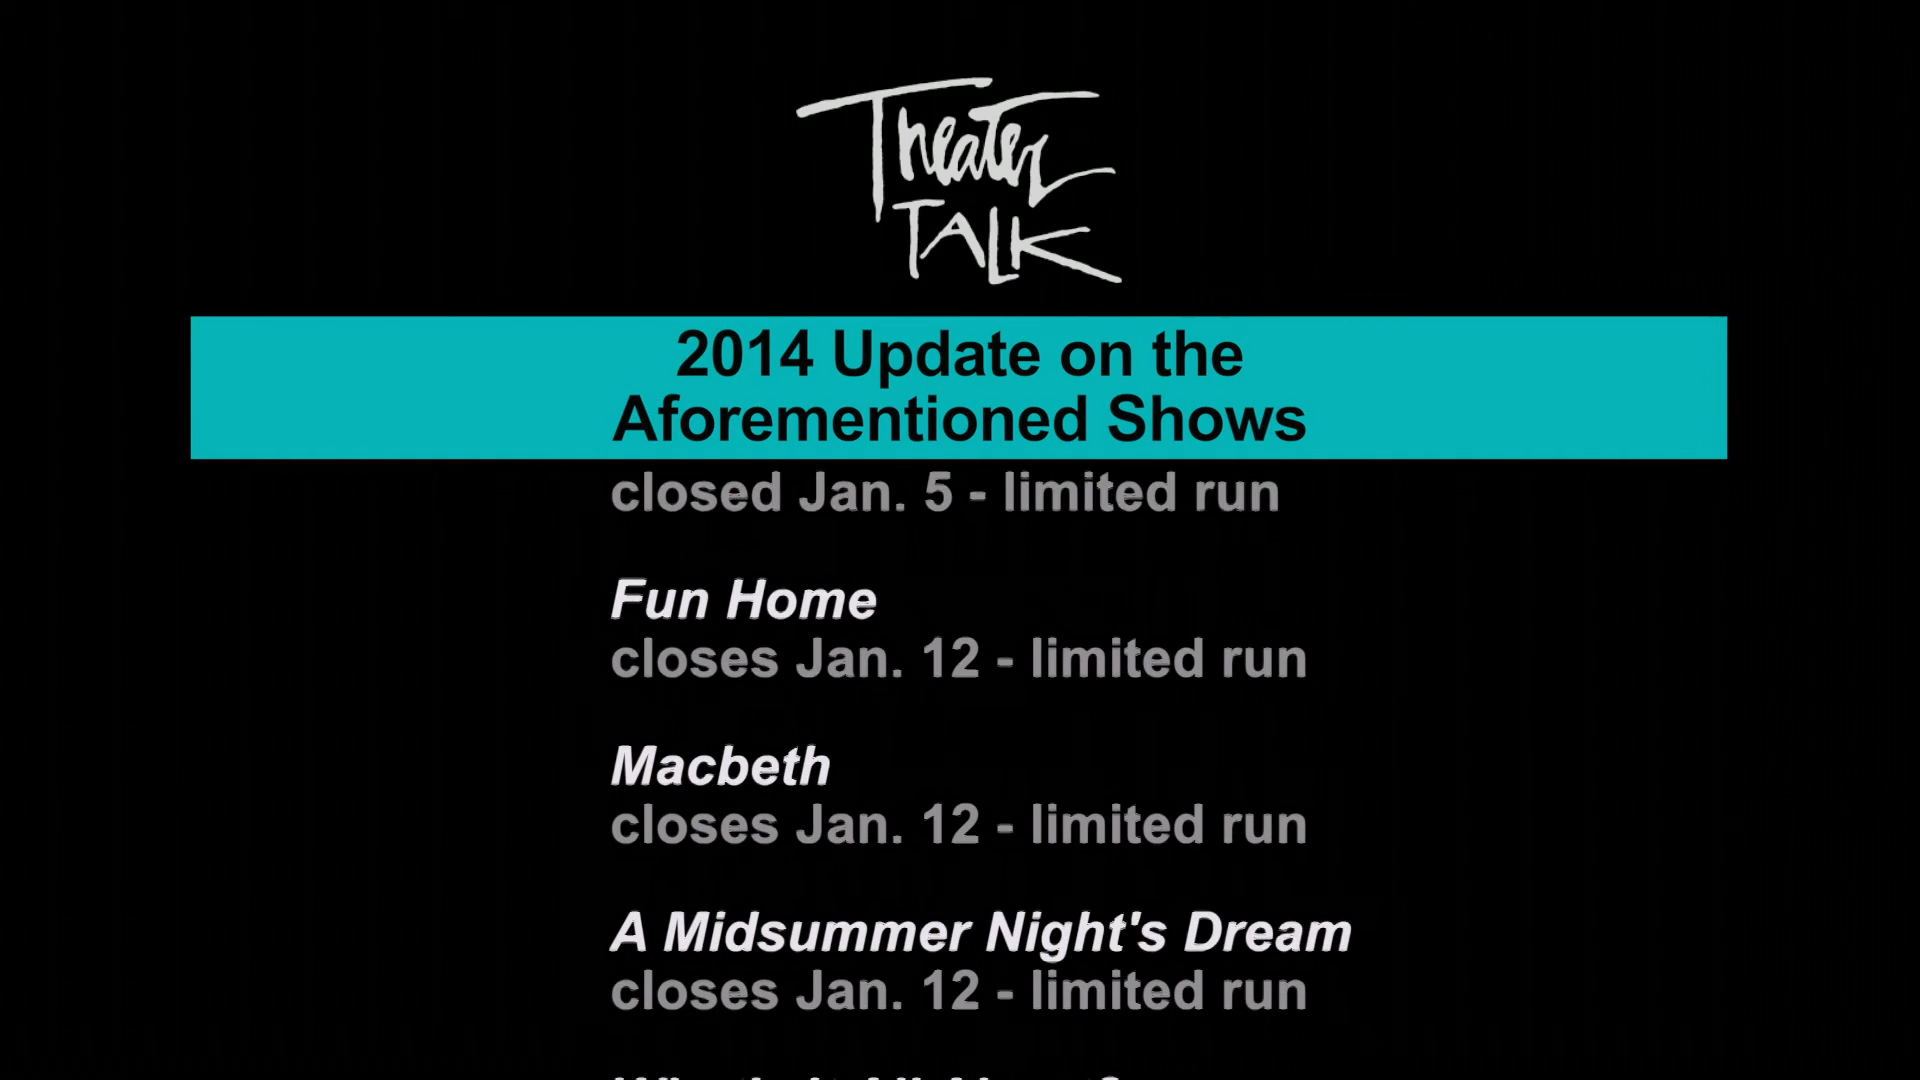 Theater
TALK
2014 Update on the
Aforementioned Shows
closed Jan. 5 - limited run
Fun Home
closes Jan. 12 - limited run
Macbeth
closes Jan. 12 - limited run
A Midsummer Night's Dream
closes Jan. 12 - limited run